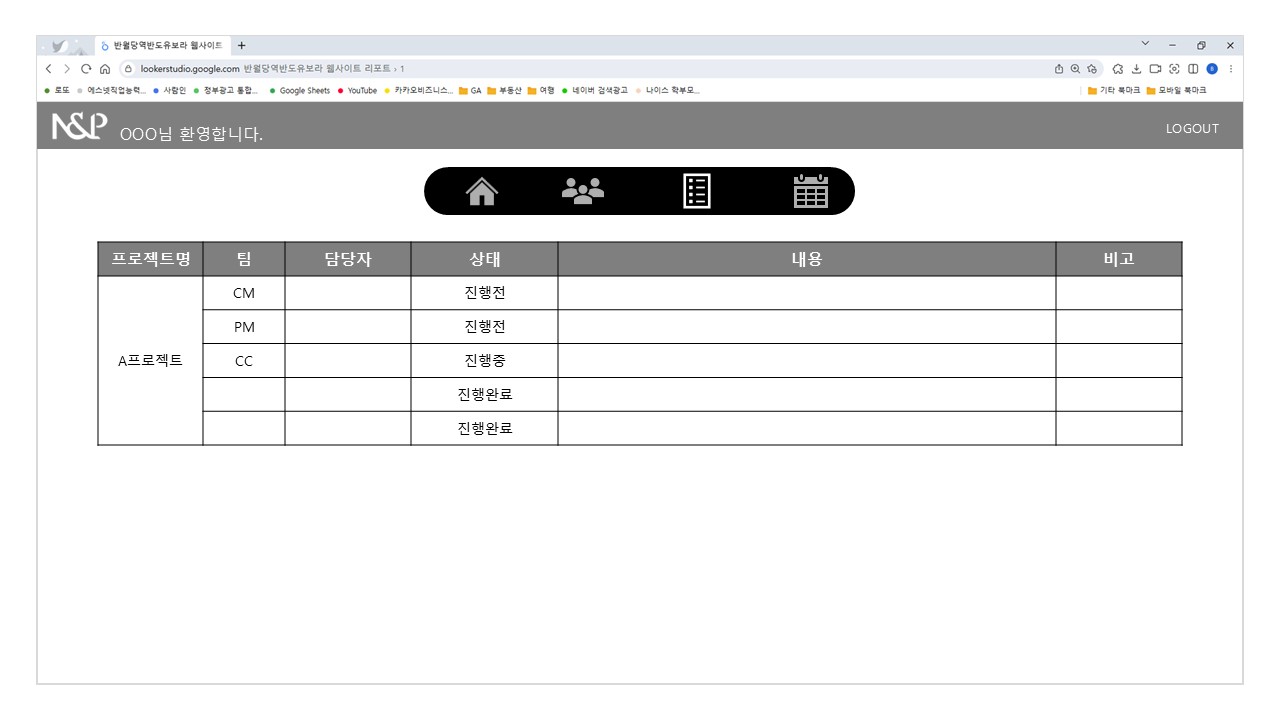 반월당역반도유보라 웹사이트
lookerstudio.google.com 반월당역반도유보라 웹사이트 리포트 › 1
로또 에스넷직업능력... 사람인 정부광고 통합... Google Sheets YouTube 카카오비즈니스... GA 부동산 여행 네이버 검색광고 나이스 학부모... 기타 북마크 모바일 북마크
N&P OOO님 환영합니다. LOGOUT
프로젝트명 팀 담당자 상태 내용 비고
CM 진행전
PM 진행전
A프로젝트 CC 진행중
진행완료
진행완료